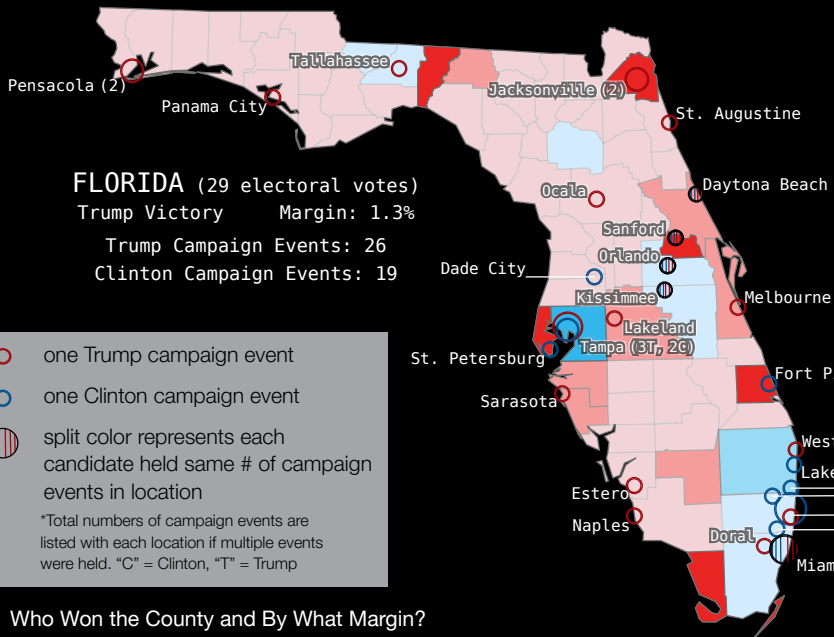 Tallahassee
Pensacola (2)
Panama City
Jacksonville (2)
St. Augustine
FLORIDA (29 electoral votes)
Trump Victory Margin: 1.3%
Trump Campaign Events: 26
Clinton Campaign Events: 19
Ocala
Daytona Beach
Sanford
Orlando
Dade City
Kissimmee
Melbourne
Lakeland
Tampa (3T, 2C)
St. Petersburg
Fort P
Sarasota
West
Lake
Estero
Naples
Doral
Miam
one Trump campaign event
one Clinton campaign event
split color represents each
candidate held same # of campaign
events in location
*Total numbers of campaign events are
listed with each location if multiple events
were held. “C” = Clinton, “T” = Trump
Who Won the County and By What Margin?